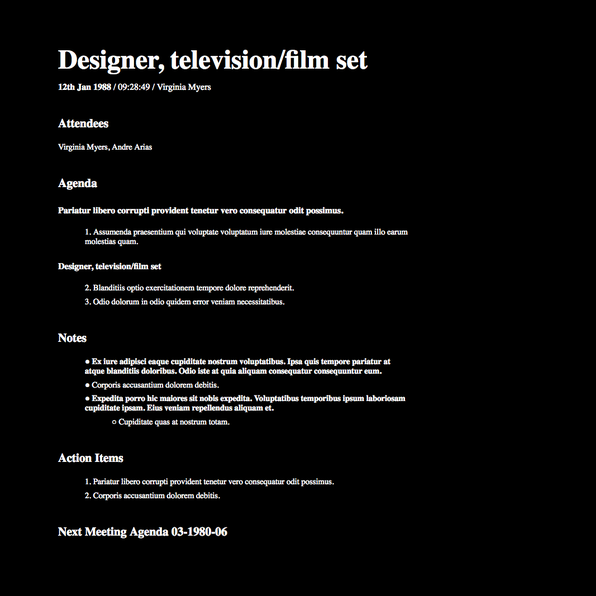 Designer, television/film set
12th Jan 1988 / 09:28:49 / Virginia Myers
Attendees
Virginia Myers, Andre Arias
Agenda
Pariatur libero corrupti provident tenetur vero consequatur odit possimus.
1. Assumenda praesentium qui voluptate voluptatum iure molestiae consequuntur quam illo earum
molestias quam.
Designer, television/film set
2. Blanditiis optio exercitationem tempore dolore reprehenderit.
3. Odio dolorum in odio quidem error veniam necessitatibus.
Notes
● Ex iure adipisci eaque cupiditate nostrum voluptatibus. Ipsa quis tempore pariatur at
atque blanditiis doloribus. Odio iste at quia aliquam consequatur consequuntur eum.
● Corporis accusantium dolorem debitis.
● Expedita porro hic maiores sit nobis expedita. Voluptatibus temporibus ipsum laboriosam
cupiditate ipsam. Eius veniam repellendus aliquam et.
○ Cupiditate quas at nostrum totam.
Action Items
1. Pariatur libero corrupti provident tenetur vero consequatur odit possimus.
2. Corporis accusantium dolorem debitis.
Next Meeting Agenda 03-1980-06